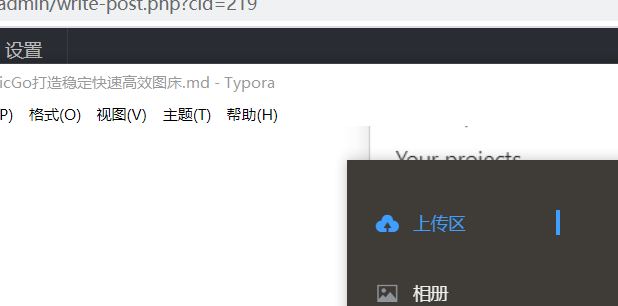 admin/write-post.php?cid=219
设置
icGo打造稳定快速高效图床.md - Typora
P) 格式(O) 视图(V) 主题(T) 帮助(H)
Your projects
上传区
相册